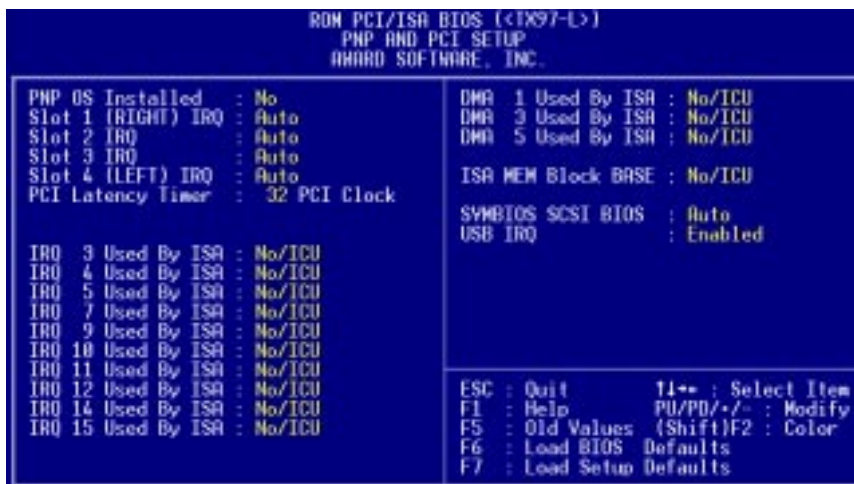 ROM PCI/ISA BIOS (<TX97-L>)
PNP AND PCI SETUP
AWARD SOFTWARE, INC.
PNP OS Installed : No
Slot 1 (RIGHT) IRQ : Auto
Slot 2 IRQ : Auto
Slot 3 IRQ : Auto
Slot 4 (LEFT) IRQ : Auto
PCI Latency Timer : 32 PCI Clock
IRQ 3 Used By ISA : No/ICU
IRQ 4 Used By ISA : No/ICU
IRQ 5 Used By ISA : No/ICU
IRQ 7 Used By ISA : No/ICU
IRQ 9 Used By ISA : No/ICU
IRQ 10 Used By ISA : No/ICU
IRQ 11 Used By ISA : No/ICU
IRQ 12 Used By ISA : No/ICU
IRQ 14 Used By ISA : No/ICU
IRQ 15 Used By ISA : No/ICU
DMA 1 Used By ISA : No/ICU
DMA 3 Used By ISA : No/ICU
DMA 5 Used By ISA : No/ICU
ISA MEM Block BASE : No/ICU
SYMBIOS SCSI BIOS : Auto
USB IRQ : Enabled
ESC : Quit ↑↓→← : Select Item
F1 : Help PU/PD/+/- : Modify
F5 : Old Values (Shift)F2 : Color
F6 : Load BIOS Defaults
F7 : Load Setup Defaults